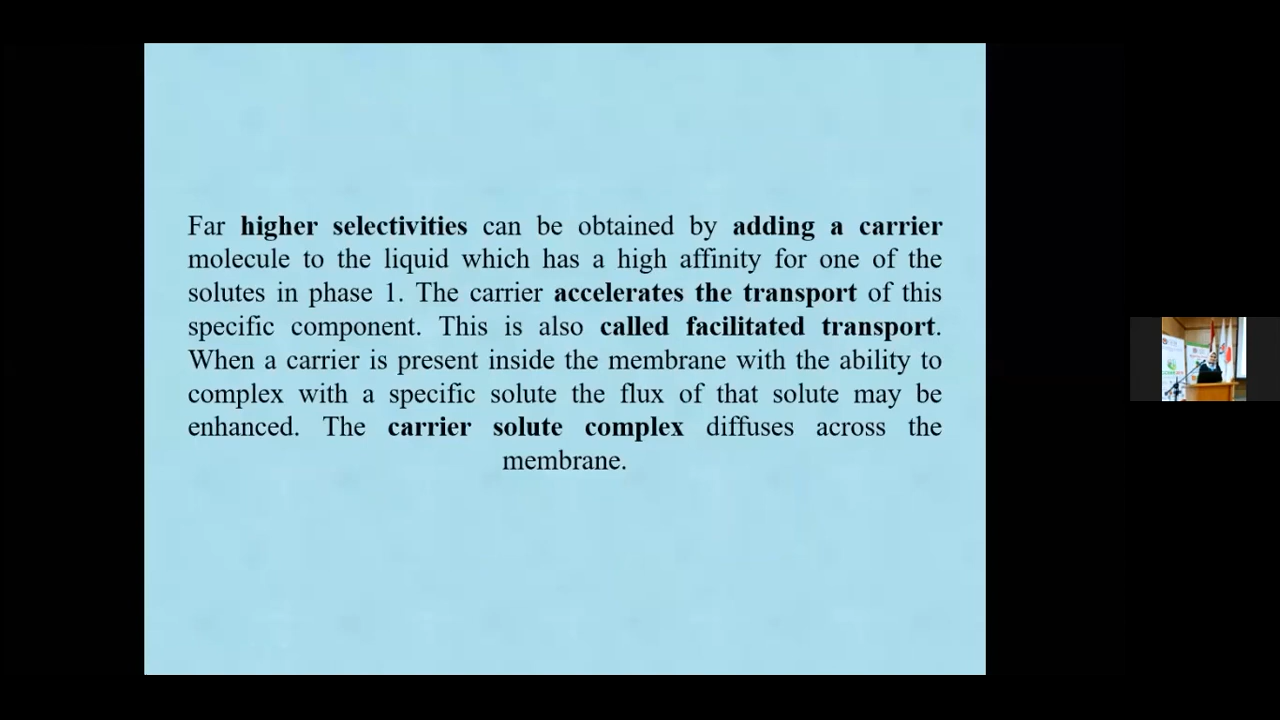 Far higher selectivities can be obtained by adding a carrier
molecule to the liquid which has a high affinity for one of the
solutes in phase 1. The carrier accelerates the transport of this
specific component. This is also called facilitated transport.
When a carrier is present inside the membrane with the ability to
complex with a specific solute the flux of that solute may be
enhanced. The carrier solute complex diffuses across the
membrane.